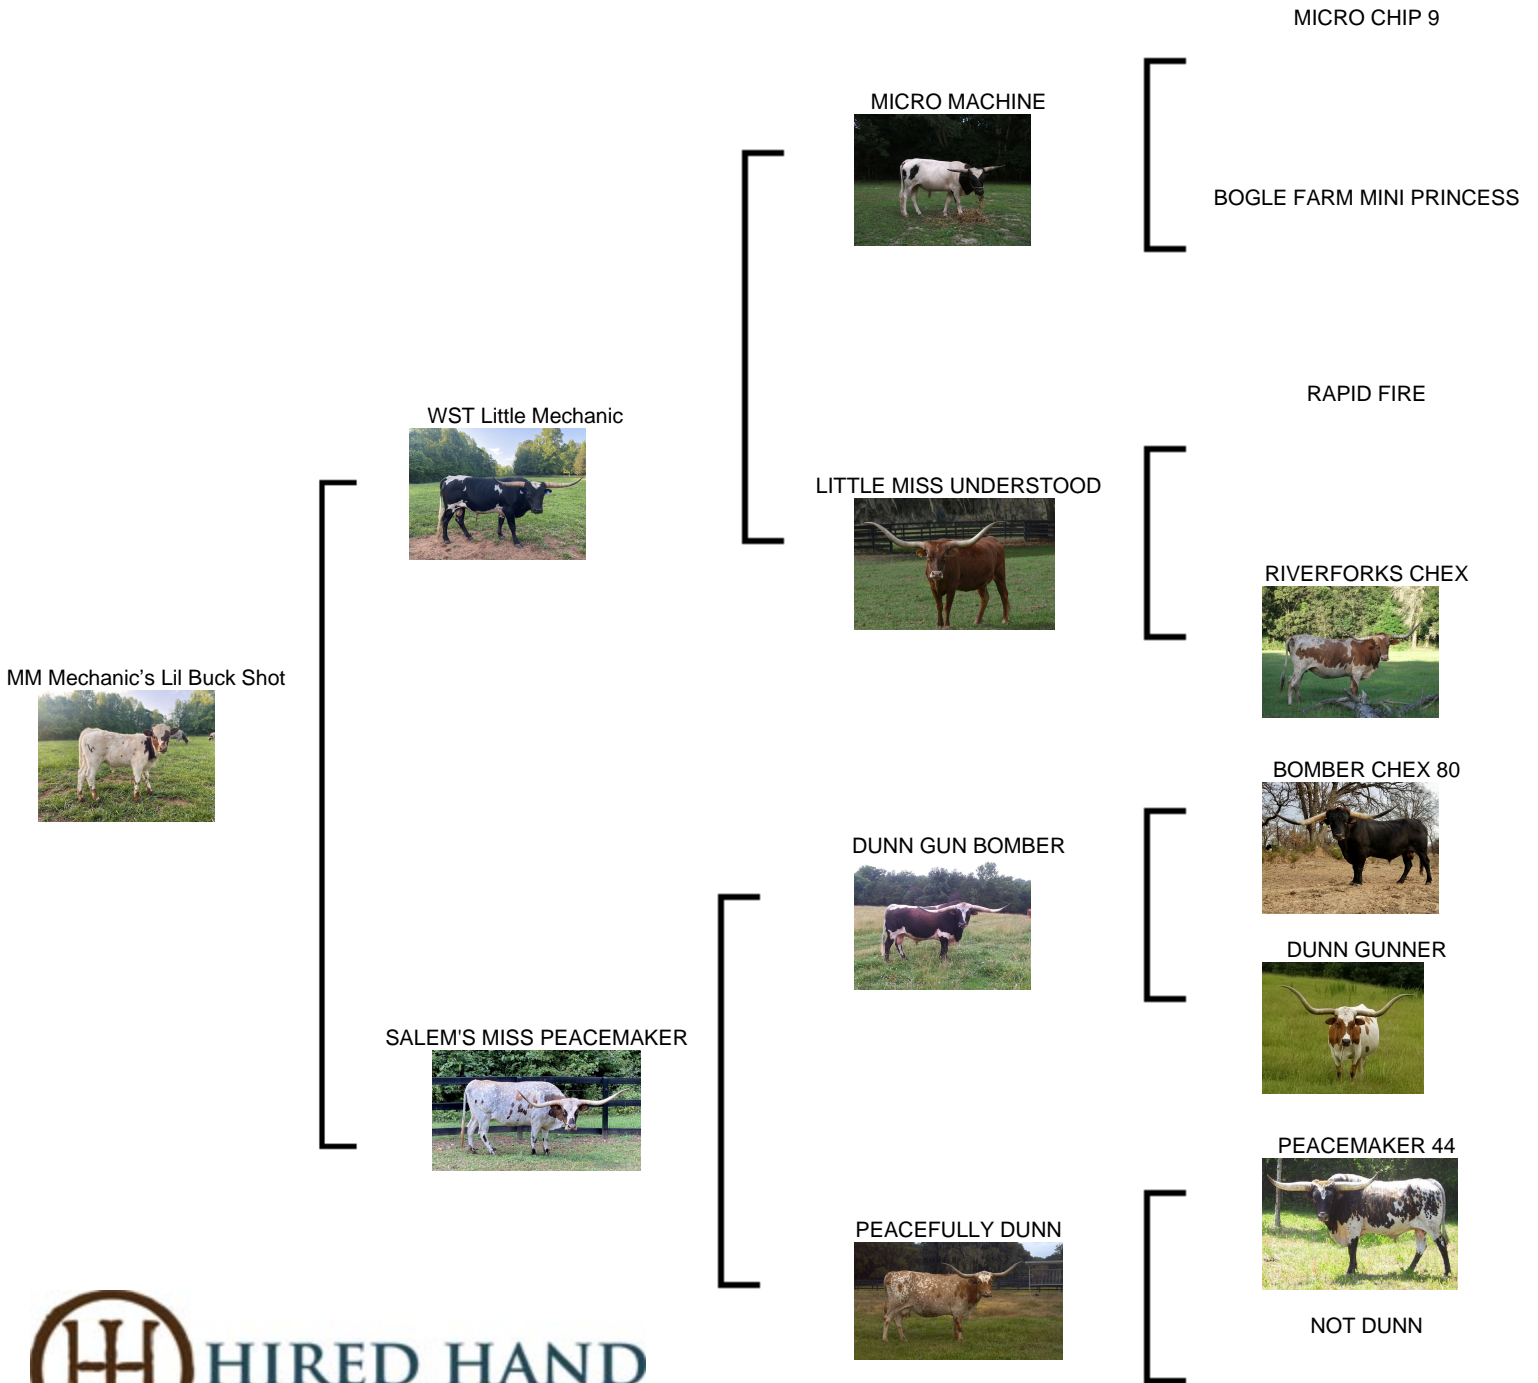 MICRO CHIP 9
MICRO MACHINE
BOGLE FARM MINI PRINCESS
RAPID FIRE
WST Little Mechanic
LITTLE MISS UNDERSTOOD
RIVERFORKS CHEX
MM Mechanic’s Lil Buck Shot
BOMBER CHEX 80
DUNN GUN BOMBER
DUNN GUNNER
SALEM'S MISS PEACEMAKER
PEACEMAKER 44
PEACEFULLY DUNN
NOT DUNN
HIRED HAND